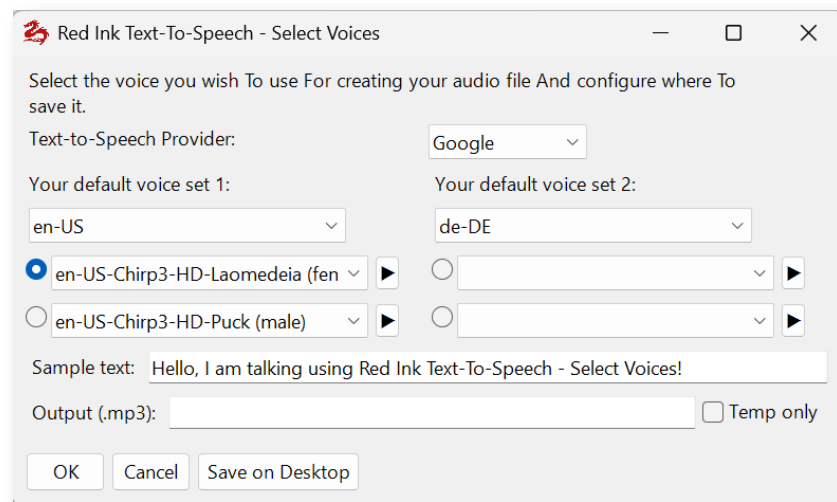 Red Ink Text-To-Speech - Select Voices
Select the voice you wish To use For creating your audio file And configure where To
save it.
Text-to-Speech Provider: Google
Your default voice set 1: Your default voice set 2:
en-US de-DE
en-US-Chirp3-HD-Laomedeia (fen
en-US-Chirp3-HD-Puck (male)
Sample text: Hello, I am talking using Red Ink Text-To-Speech - Select Voices!
Output (.mp3): Temp only
OK Cancel Save on Desktop